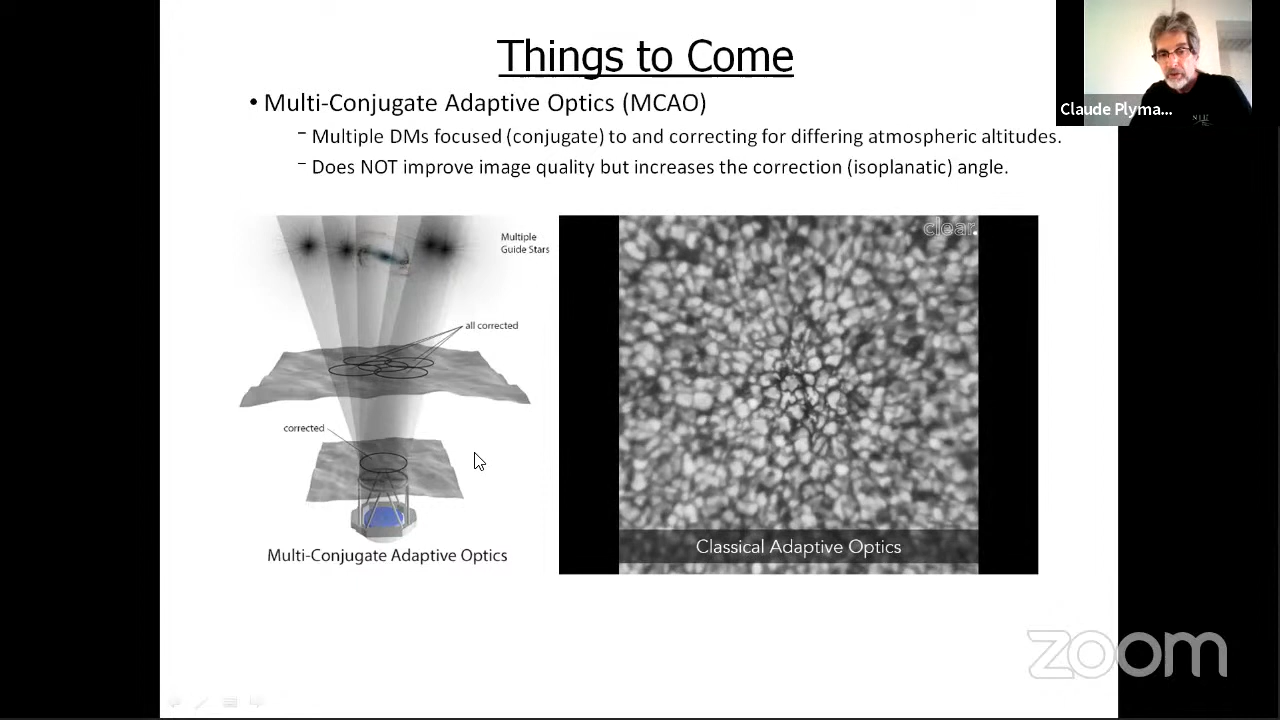 Things to Come
• Multi-Conjugate Adaptive Optics (MCAO)
– Multiple DMs focused (conjugate) to and correcting for differing atmospheric altitudes.
– Does NOT improve image quality but increases the correction (isoplanatic) angle.
Claude Plyma...
Multiple
Guide Stars
all corrected
corrected
Multi-Conjugate Adaptive Optics
clear.
Classical Adaptive Optics
zoom